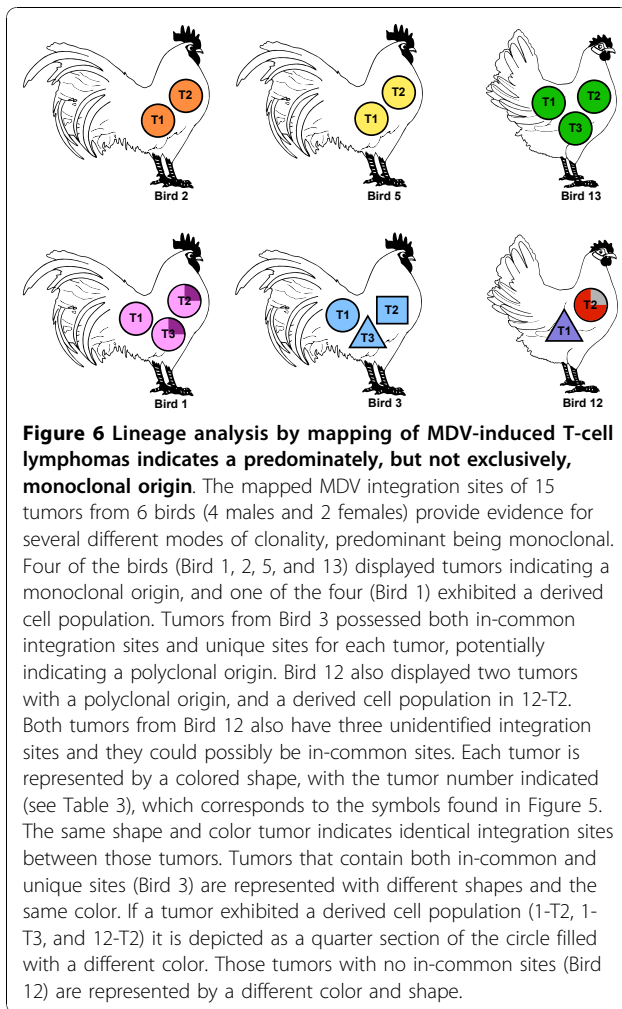 T2 T2 T1 T2
T1 T1 T3
Bird 2 Bird 5 Bird 13
T2 T1 T2 T2
T1 T3 T3 T1
Bird 1 Bird 3 Bird 12
Figure 6 Lineage analysis by mapping of MDV-induced T-cell
lymphomas indicates a predominately, but not exclusively,
monoclonal origin. The mapped MDV integration sites of 15
tumors from 6 birds (4 males and 2 females) provide evidence for
several different modes of clonality, predominant being monoclonal.
Four of the birds (Bird 1, 2, 5, and 13) displayed tumors indicating a
monoclonal origin, and one of the four (Bird 1) exhibited a derived
cell population. Tumors from Bird 3 possessed both in-common
integration sites and unique sites for each tumor, potentially
indicating a polyclonal origin. Bird 12 also displayed two tumors
with a polyclonal origin, and a derived cell population in 12-T2.
Both tumors from Bird 12 also have three unidentified integration
sites and they could possibly be in-common sites. Each tumor is
represented by a colored shape, with the tumor number indicated
(see Table 3), which corresponds to the symbols found in Figure 5.
The same shape and color tumor indicates identical integration sites
between those tumors. Tumors that contain both in-common and
unique sites (Bird 3) are represented with different shapes and the
same color. If a tumor exhibited a derived cell population (1-T2, 1-
T3, and 12-T2) it is depicted as a quarter section of the circle filled
with a different color. Those tumors with no in-common sites (Bird
12) are represented by a different color and shape.